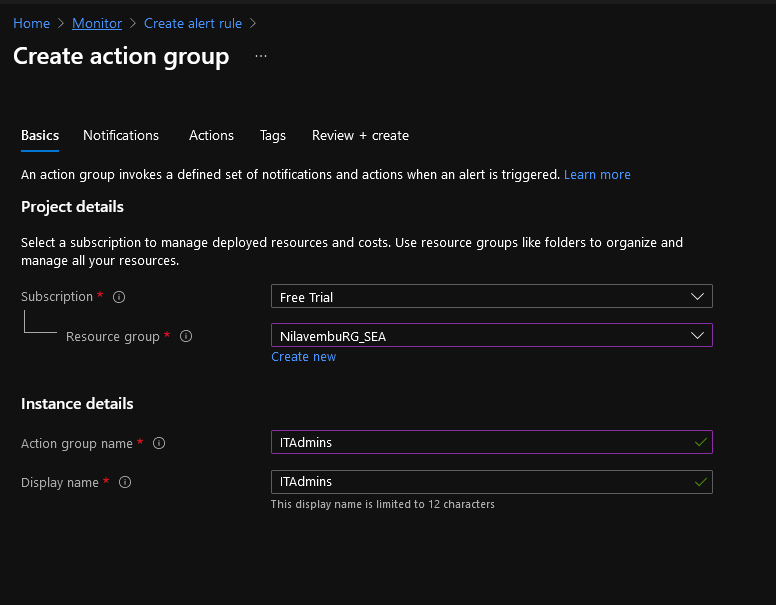 Home > Monitor > Create alert rule >
Create action group ...
Basics Notifications Actions Tags Review + create
An action group invokes a defined set of notifications and actions when an alert is triggered. Learn more
Project details
Select a subscription to manage deployed resources and costs. Use resource groups like folders to organize and
manage all your resources.
Subscription * Free Trial
Resource group * NilavembuRG_SEA
Create new
Instance details
Action group name * ITAdmins
Display name * ITAdmins
This display name is limited to 12 characters